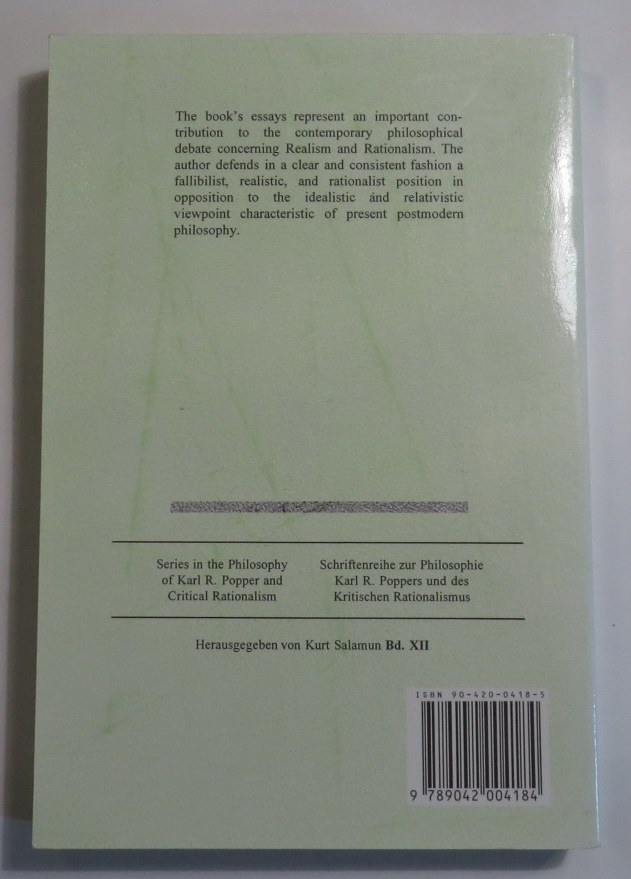 The book's essays represent an important con-
tribution to the contemporary philosophical
debate concerning Realism and Rationalism. The
author defends in a clear and consistent fashion a
fallibilist, realistic, and rationalist position in
opposition to the idealistic and relativistic
viewpoint characteristic of present postmodern
philosophy.
Series in the Philosophy
of Karl R. Popper and
Critical Rationalism
Schriftenreihe zur Philosophie
Karl R. Poppers und des
Kritischen Rationalismus
Herausgegeben von Kurt Salamun Bd. XII
ISBN 90-420-0418-5
9 789042 004184